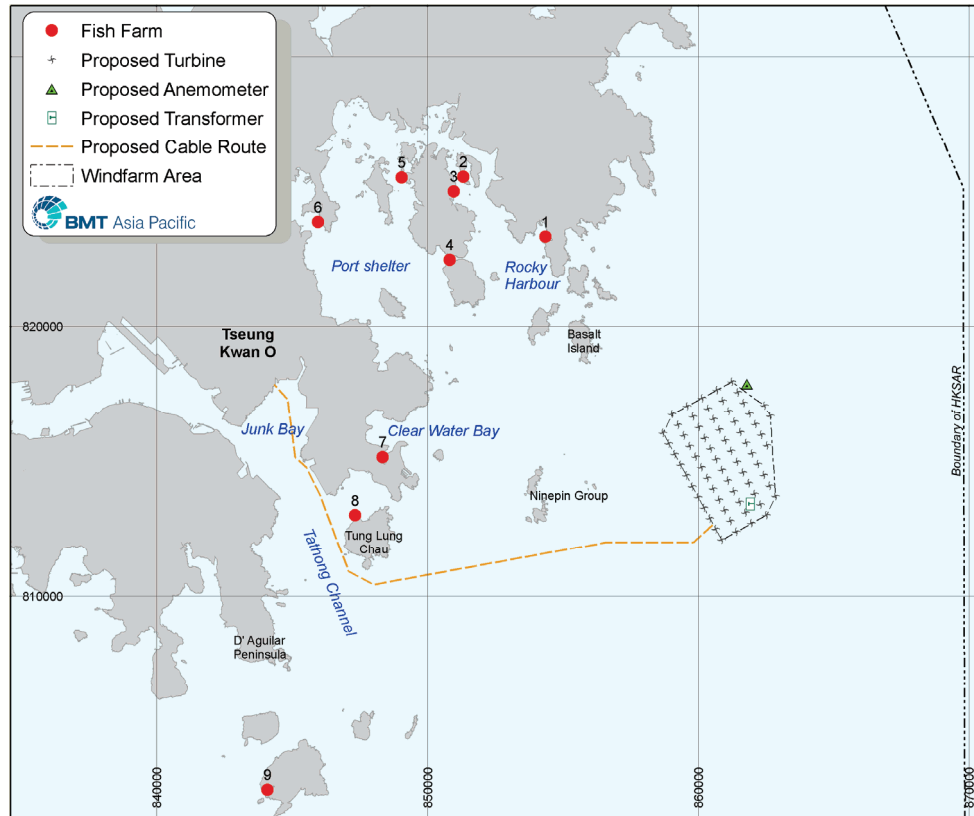 Fish Farm
Proposed Turbine
Proposed Anemometer
Proposed Transformer
Proposed Cable Route
Windfarm Area
BMT Asia Pacific
5
2
3
6
1
4
Port shelter
Rocky
Harbour
820000
Tseung
Kwan O
Basalt
Island
Boundary of HKSAR
Junk Bay
Clear Water Bay
7
Ninepin Group
8
Tung Lung
Chau
Tathong Channel
810000
D' Aguilar
Peninsula
9
840000
850000
860000
870000